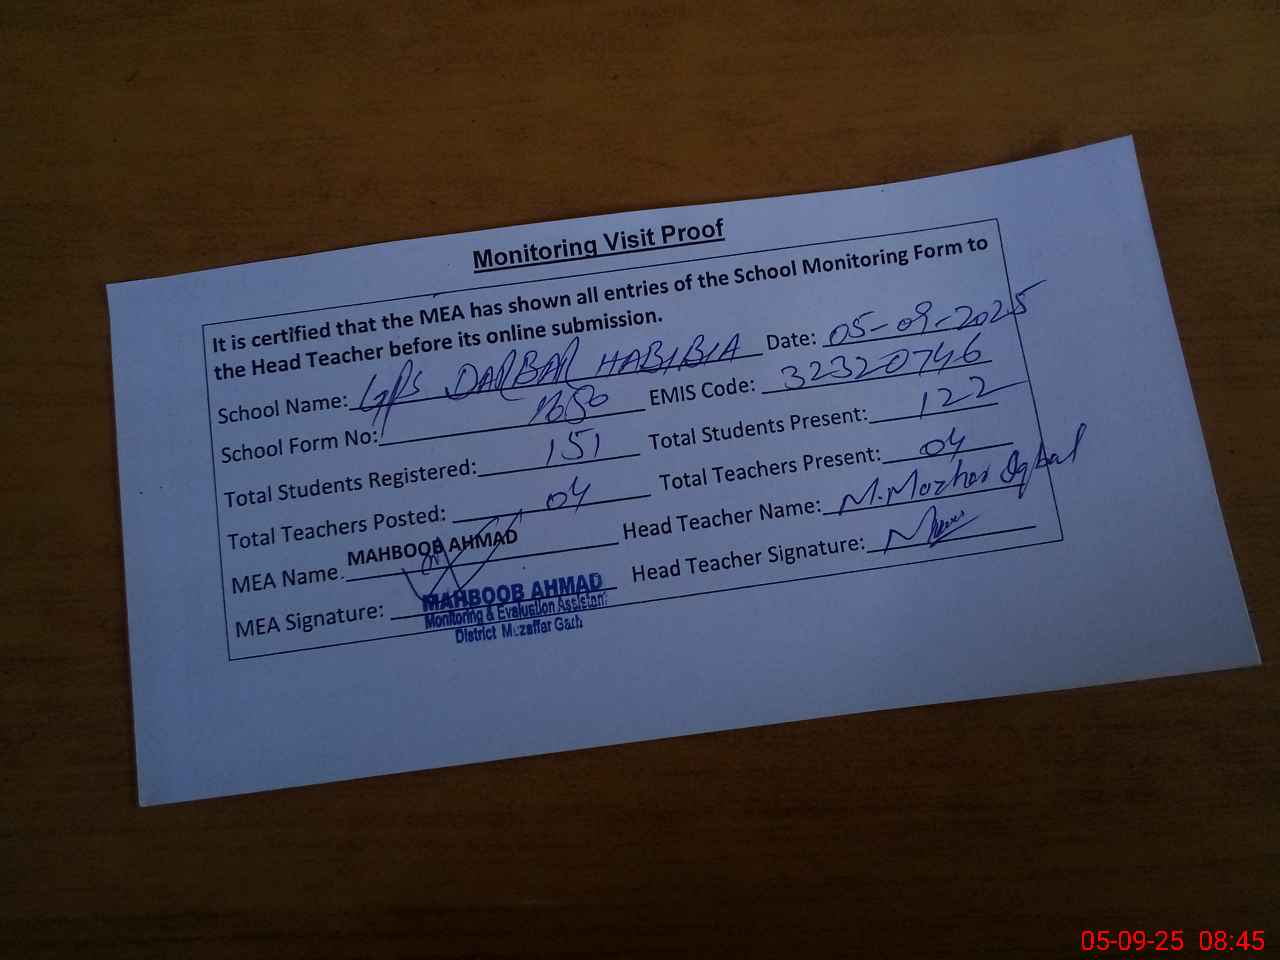 Monitoring Visit Proof
It is certified that the MEA has shown all entries of the School Monitoring Form to
the Head Teacher before its online submission.
School Name: GPS DARBAR HABIBIA Date: 05-09-2025
School Form No: 1650 EMIS Code: 32320746
Total Students Registered: 151 Total Students Present: 122
Total Teachers Posted: 04 Total Teachers Present: 04
MEA Name. MAHBOOB AHMAD Head Teacher Name: M. Mazhar Iqbal
MEA Signature: Head Teacher Signature:
MAHBOOB AHMAD
Monitoring & Evaluation Assistant
District Muzaffar Garh
05-09-25 08:45